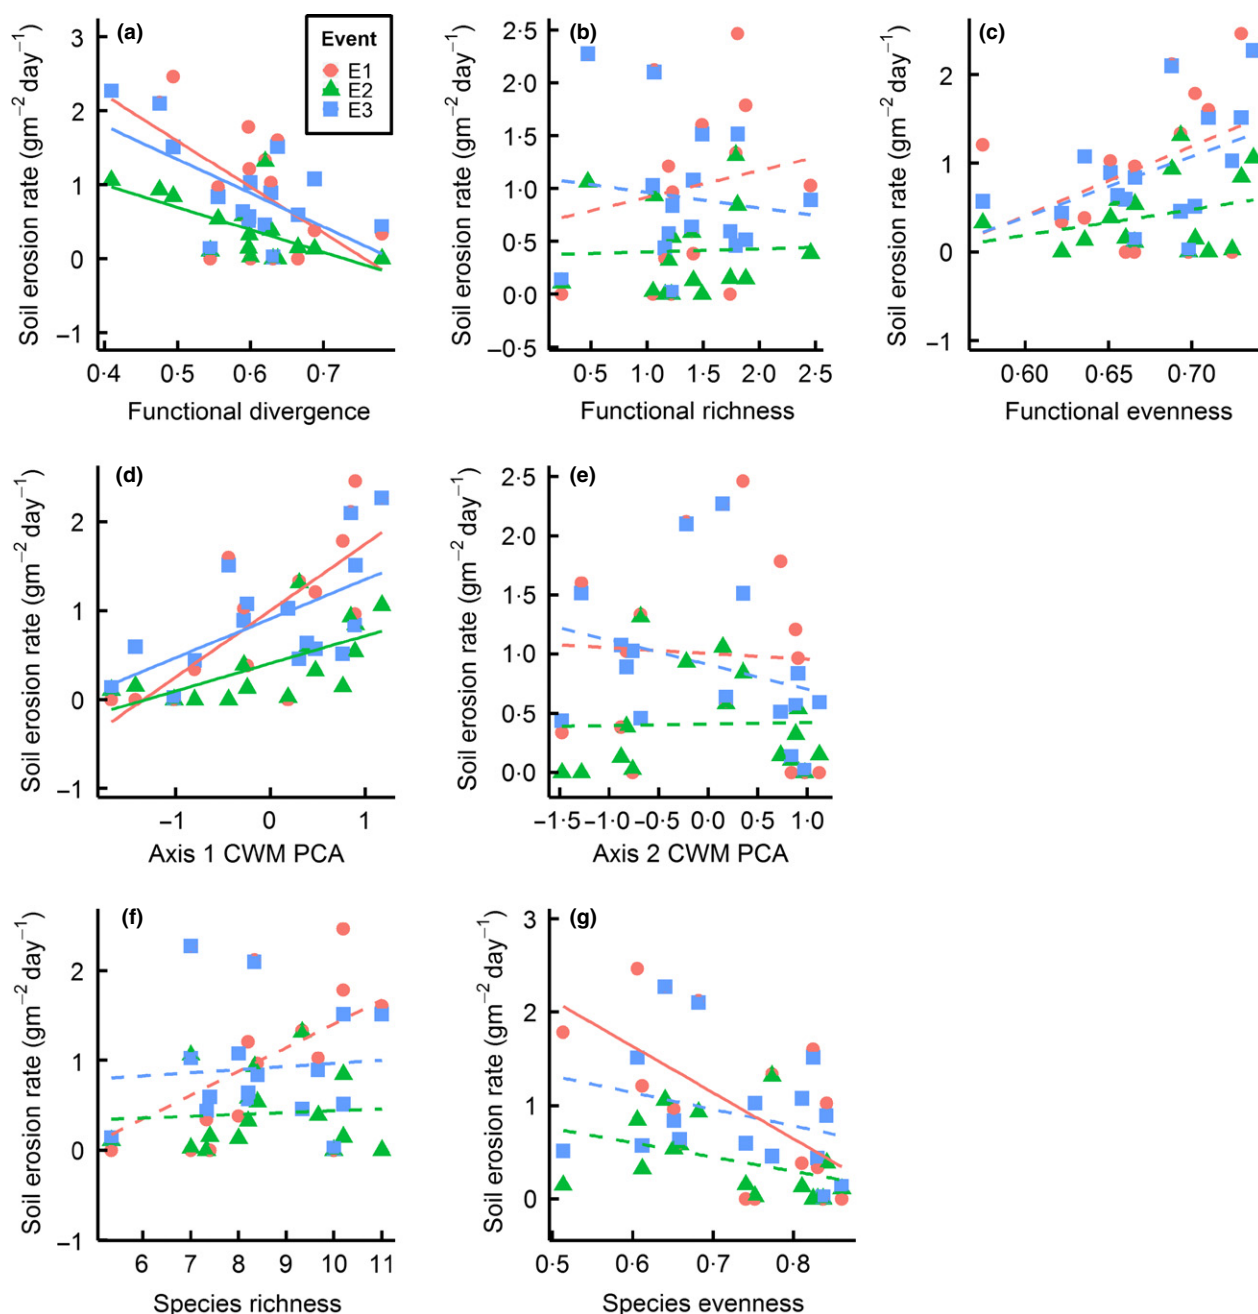 (a)
Event
E1
E2
E3
3
2
1
0
−1
Soil erosion rate (gm−2 day−1)
0·4 0·5 0·6 0·7
Functional divergence
(b)
2·5
2·0
1·5
1·0
0·5
0·0
−0·5
Soil erosion rate (gm−2 day−1)
0·5 1·0 1·5 2·0 2·5
Functional richness
(c)
2
1
0
−1
Soil erosion rate (gm−2 day−1)
0·60 0·65 0·70
Functional evenness
(d)
2
1
0
−1
Soil erosion rate (gm−2 day−1)
−1 0 1
Axis 1 CWM PCA
(e)
2·5
2·0
1·5
1·0
0·5
0·0
Soil erosion rate (gm−2 day−1)
−1·5 −1·0 −0·5 0·0 0·5 1·0
Axis 2 CWM PCA
(f)
2
1
0
−1
Soil erosion rate (gm−2 day−1)
6 7 8 9 10 11
Species richness
(g)
3
2
1
0
Soil erosion rate (gm−2 day−1)
0·5 0·6 0·7 0·8
Species evenness